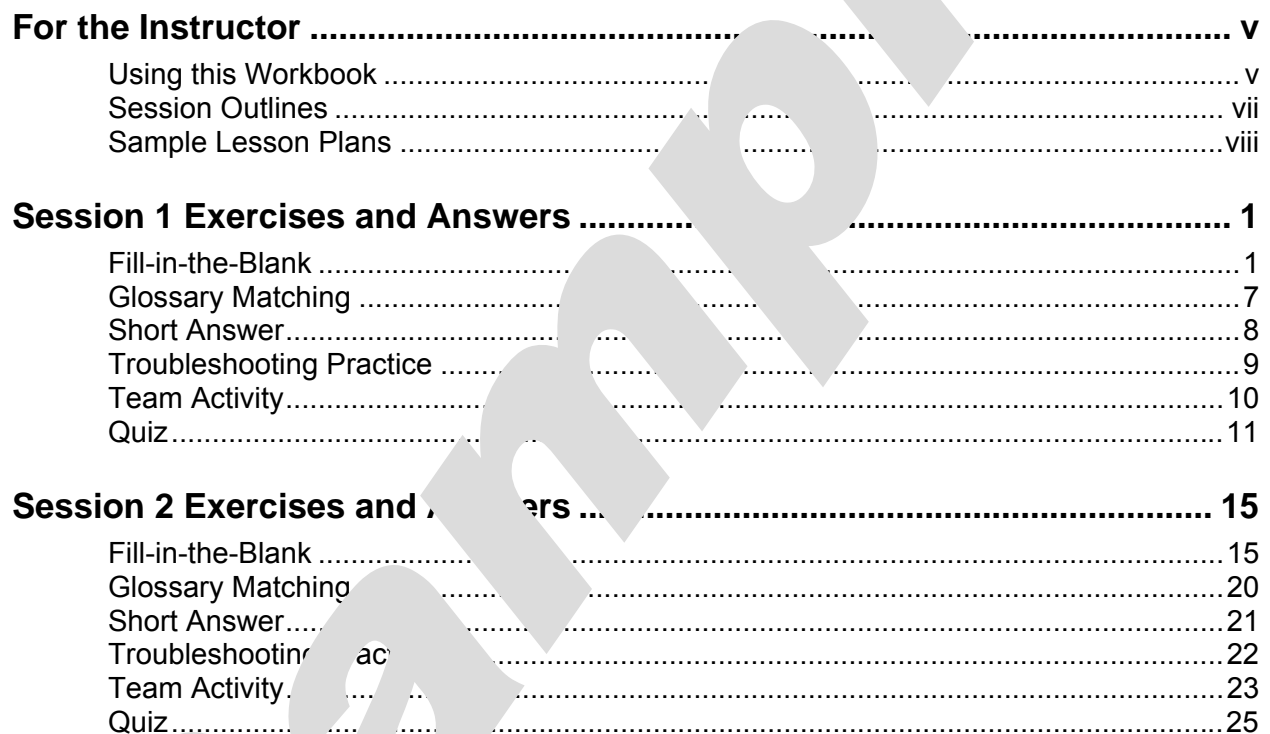 For the Instructor ................ v
Using this Workbook ................ v
Session Outlines ................ vii
Sample Lesson Plans ................ viii
Session 1 Exercises and Answers ................ 1
Fill-in-the-Blank ................ 1
Glossary Matching ................ 7
Short Answer ................ 8
Troubleshooting Practice ................ 9
Team Activity ................ 10
Quiz ................ 11
Session 2 Exercises and ................ 15
Fill-in-the-Blank ................ 15
Glossary Matching ................ 20
Short Answer ................ 21
Troubleshooting ................ 22
Team Activity ................ 23
Quiz ................ 25